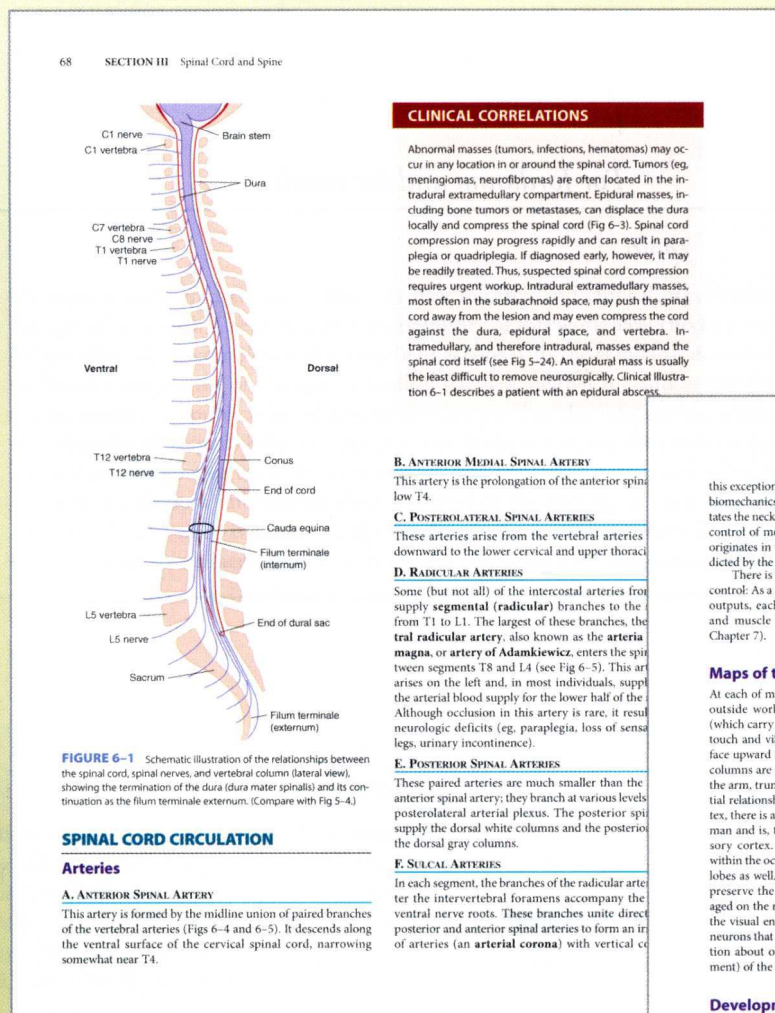 68 SECTION III Spinal Cord and Spine
C1 nerve
C1 vertebra
Brain stem
Dura
C7 vertebra
C8 nerve
T1 vertebra
T1 nerve
Ventral
Dorsal
T12 vertebra
T12 nerve
Conus
End of cord
Cauda equina
Filum terminale
(internum)
L5 vertebra
End of dural sac
L5 nerve
Sacrum
Filum terminale
(externum)
FIGURE 6–1 Schematic illustration of the relationships between
the spinal cord, spinal nerves, and vertebral column (lateral view),
showing the termination of the dura (dura mater spinalis) and its con-
tinuation as the filum terminale externum. (Compare with Fig 5–4.)
SPINAL CORD CIRCULATION
Arteries
A. ANTERIOR SPINAL ARTERY
This artery is formed by the midline union of paired branches
of the vertebral arteries (Figs 6–4 and 6–5). It descends along
the ventral surface of the cervical spinal cord, narrowing
somewhat near T4.
CLINICAL CORRELATIONS
Abnormal masses (tumors, infections, hematomas) may oc-
cur in any location in or around the spinal cord. Tumors (eg,
meningiomas, neurofibromas) are often located in the in-
tradural extramedullary compartment. Epidural masses, in-
cluding bone tumors or metastases, can displace the dura
locally and compress the spinal cord (Fig 6–3). Spinal cord
compression may progress rapidly and can result in para-
plegia or quadriplegia. If diagnosed early, however, it may
be readily treated. Thus, suspected spinal cord compression
requires urgent workup. Intradural extramedullary masses,
most often in the subarachnoid space, may push the spinal
cord away from the lesion and may even compress the cord
against the dura, epidural space, and vertebra. In-
tramedullary, and therefore intradural, masses expand the
spinal cord itself (see Fig 5–24). An epidural mass is usually
the least difficult to remove neurosurgically. Clinical Illustra-
tion 6–1 describes a patient with an epidural abscess.
B. ANTERIOR MEDIAL SPINAL ARTERY
This artery is the prolongation of the anterior
low T4.
C. POSTEROLATERAL SPINAL ARTERIES
These arteries arise from the vertebral arteries
downward to the lower cervical and upper
D. RADICULAR ARTERIES
Some (but not all) of the intercostal arteries
supply segmental (radicular) branches to the
from T1 to L1. The largest of these branches, the
tral radicular artery, also known as the arteria
magna, or artery of Adamkiewicz, enters the
tween segments T8 and L4 (see Fig 6–5). This
arises on the left and, in most individuals,
the arterial blood supply for the lower half of the
Although occlusion in this artery is rare, it
neurologic deficits (eg, paraplegia, loss of
legs, urinary incontinence).
E. POSTERIOR SPINAL ARTERIES
These paired arteries are much smaller than the
anterior spinal artery; they branch at various levels
posterolateral arterial plexus. The posterior
supply the dorsal white columns and the
the dorsal gray columns.
F. SULCAL ARTERIES
In each segment, the branches of the radicular
ter the intervertebral foramens accompany the
ventral nerve roots. These branches unite
posterior and anterior spinal arteries to form an
of arteries (an arterial corona) with vertical
this exception
biomechanics
tates the neck
control of
originates in
dicted by the
There is
control: As a
outputs, each
and muscle
Chapter 7).
Maps of
At each of
outside
(which carry
touch and
face upward
columns are
the arm,
tial
tex, there is a
man and is,
sory cortex.
within the
lobes as well.
preserve the
aged on the
the visual
neurons that
tion about
ment) of the